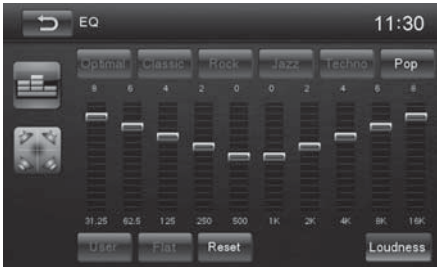 EQ 11:30
Optimal Classic Rock Jazz Techno Pop
8 6 4 2 0 0 2 4 6 8
31.25 62.5 125 250 500 1K 2K 4K 8K 16K
User Flat Reset Loudness